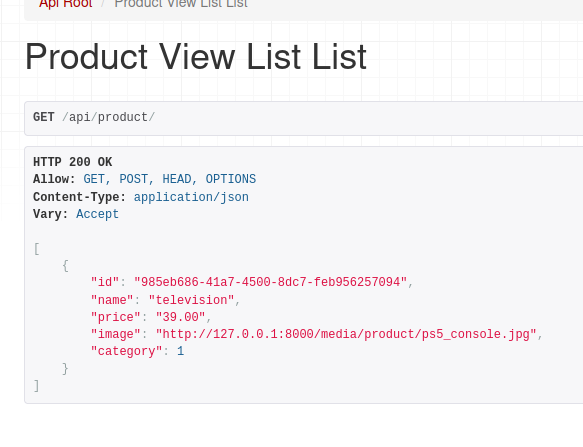 Api Root / Product View List List
Product View List List
GET /api/product/
HTTP 200 OK
Allow: GET, POST, HEAD, OPTIONS
Content-Type: application/json
Vary: Accept
[
    {
        "id": "985eb686-41a7-4500-8dc7-feb956257094",
        "name": "television",
        "price": "39.00",
        "image": "http://127.0.0.1:8000/media/product/ps5_console.jpg",
        "category": 1
    }
]